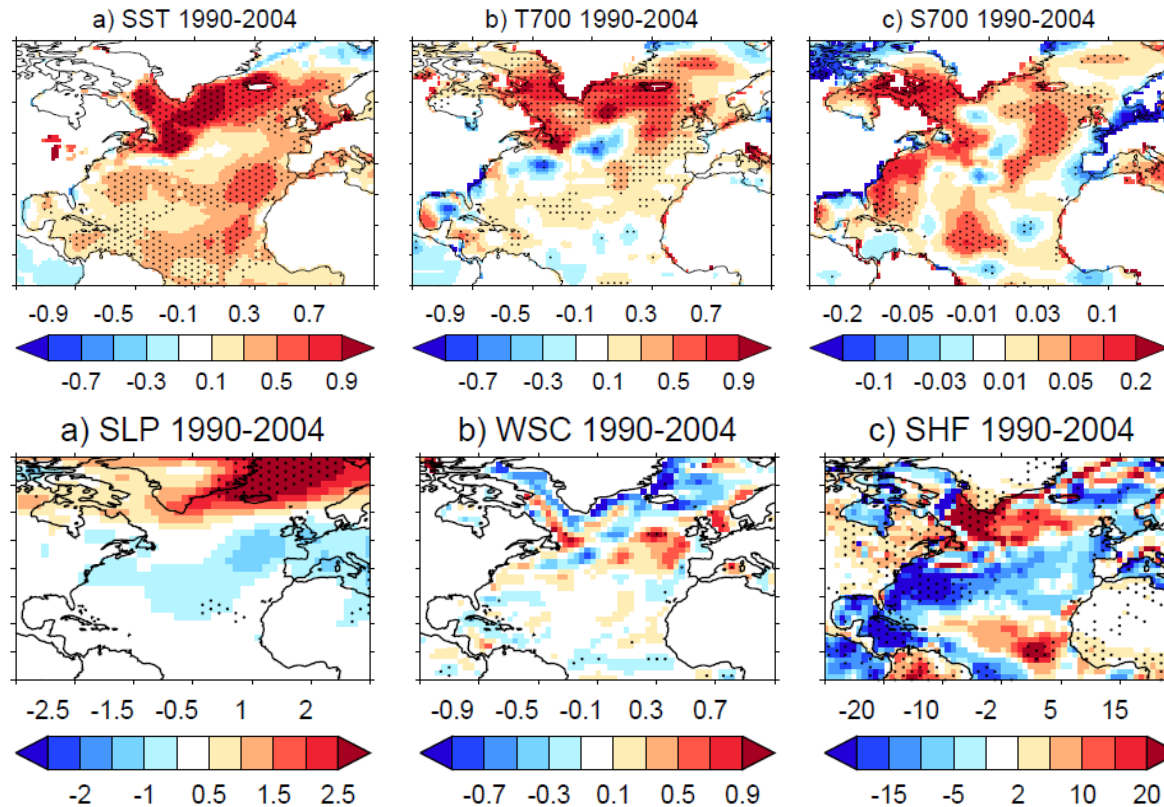 a) SST 1990-2004 b) T700 1990-2004 c) S700 1990-2004
-0.9 -0.5 -0.1 0.3 0.7 -0.9 -0.5 -0.1 0.3 0.7 -0.2 -0.05 -0.01 0.03 0.1
-0.7 -0.3 0.1 0.5 0.9 -0.7 -0.3 0.1 0.5 0.9 -0.1 -0.03 0.01 0.05 0.2
a) SLP 1990-2004 b) WSC 1990-2004 c) SHF 1990-2004
-2.5 -1.5 -0.5 1 2 -0.9 -0.5 -0.1 0.3 0.7 -20 -10 -2 5 15
-2 -1 0.5 1.5 2.5 -0.7 -0.3 0.1 0.5 0.9 -15 -5 2 10 20